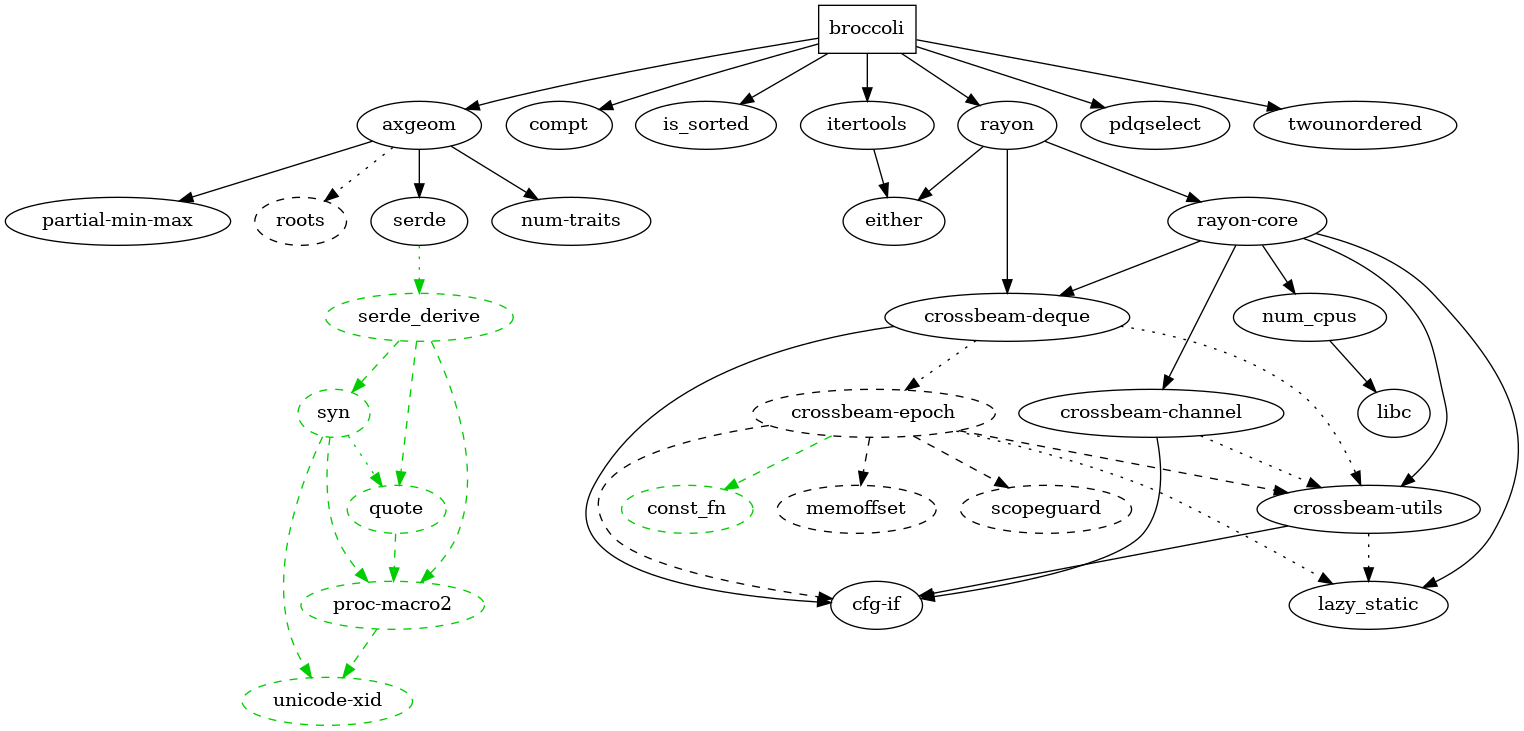 broccoli
axgeom
compt
is_sorted
itertools
rayon
pdqselect
twounordered
partial-min-max
roots
serde
num-traits
either
rayon-core
serde_derive
crossbeam-deque
num_cpus
syn
crossbeam-epoch
crossbeam-channel
libc
quote
const_fn
memoffset
scopeguard
crossbeam-utils
proc-macro2
cfg-if
lazy_static
unicode-xid